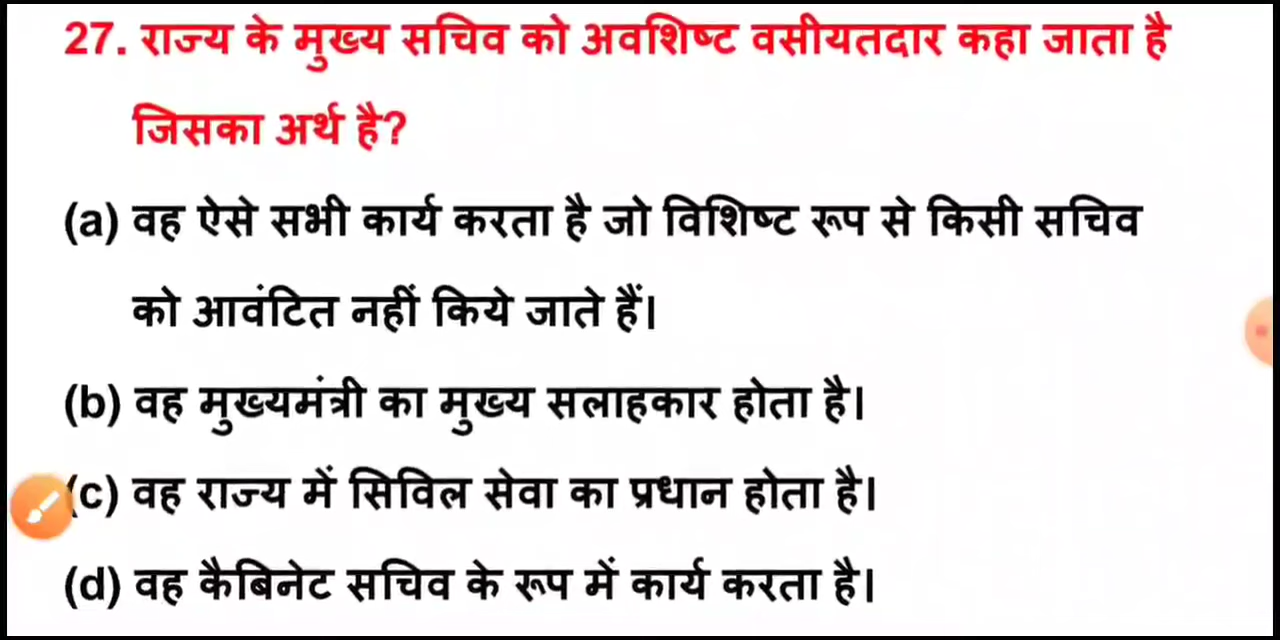 27. राज्य के मुख्य सचिव को अवशिष्ट वसीयतदार कहा जाता है
जिसका अर्थ है?
(a) वह ऐसे सभी कार्य करता है जो विशिष्ट रूप से किसी सचिव
को आवंटित नहीं किये जाते हैं।
(b) वह मुख्यमंत्री का मुख्य सलाहकार होता है।
(c) वह राज्य में सिविल सेवा का प्रधान होता है।
(d) वह कैबिनेट सचिव के रूप में कार्य करता है।